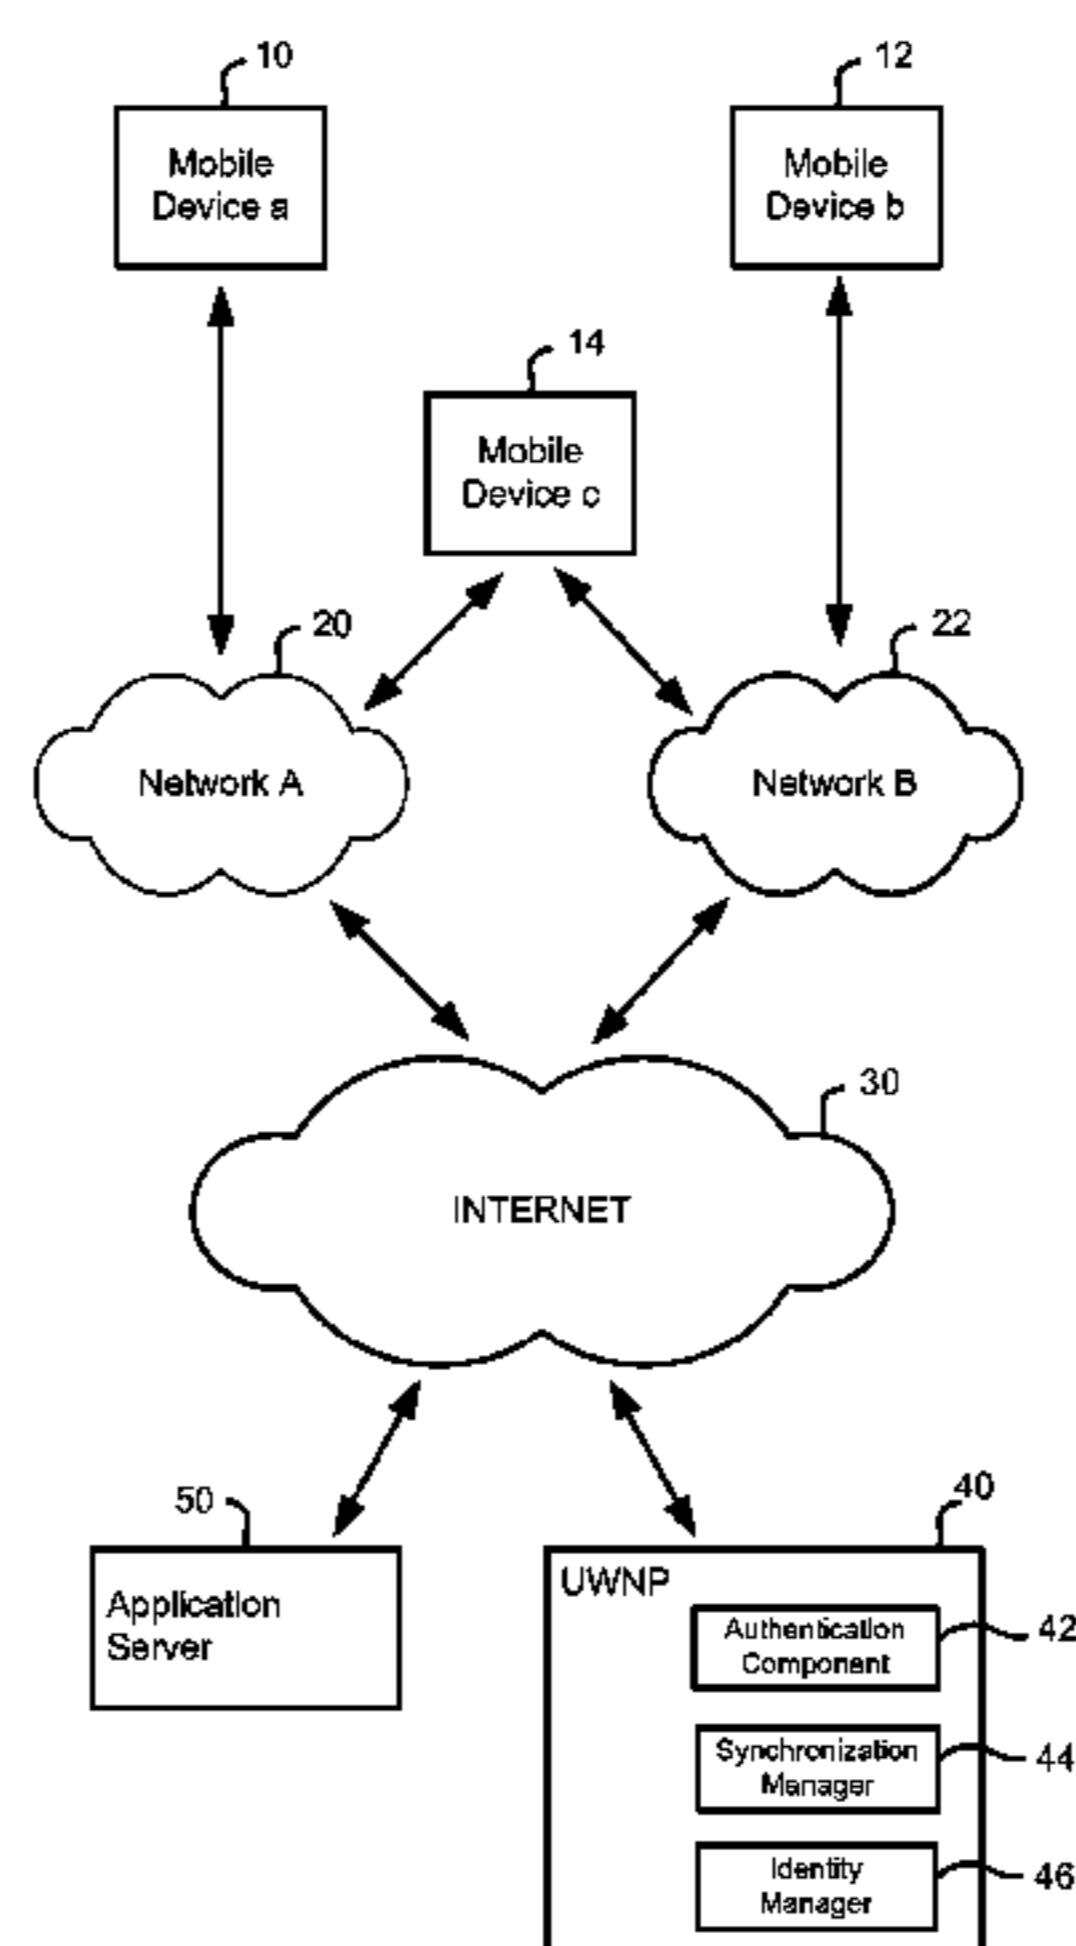 10
12
Mobile
Device a
Mobile
Device b
14
Mobile
Device c
20
22
Network A
Network B
30
INTERNET
50
40
Application
Server
UWNP
Authentication
Component
42
Synchronization
Manager
44
Identity
Manager
46